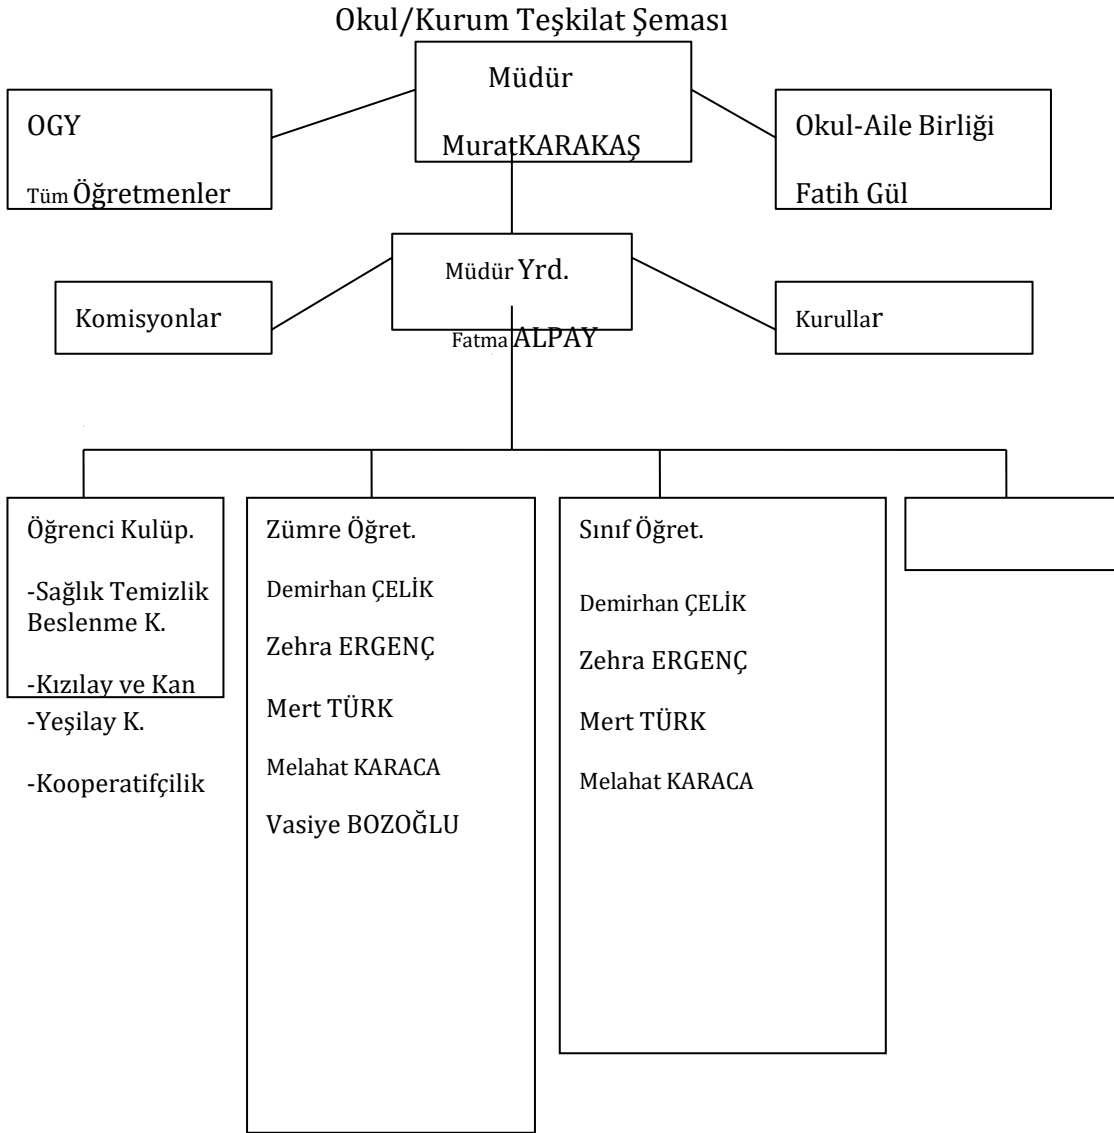 Okul/Kurum Teşkilat Şeması
Müdür
MuratKARAKAŞ
OGY
Tüm Öğretmenler
Okul-Aile Birliği
Fatih Gül
Müdür Yrd.
Fatma ALPAY
Komisyonlar
Kurullar
Öğrenci Kulüp.
-Sağlık Temizlik
Beslenme K.
-Kızılay ve Kan
-Yeşilay K.
-Kooperatifçilik
Zümre Öğret.
Demirhan ÇELİK
Zehra ERGENÇ
Mert TÜRK
Melahat KARACA
Vasiye BOZOĞLU
Sınıf Öğret.
Demirhan ÇELİK
Zehra ERGENÇ
Mert TÜRK
Melahat KARACA